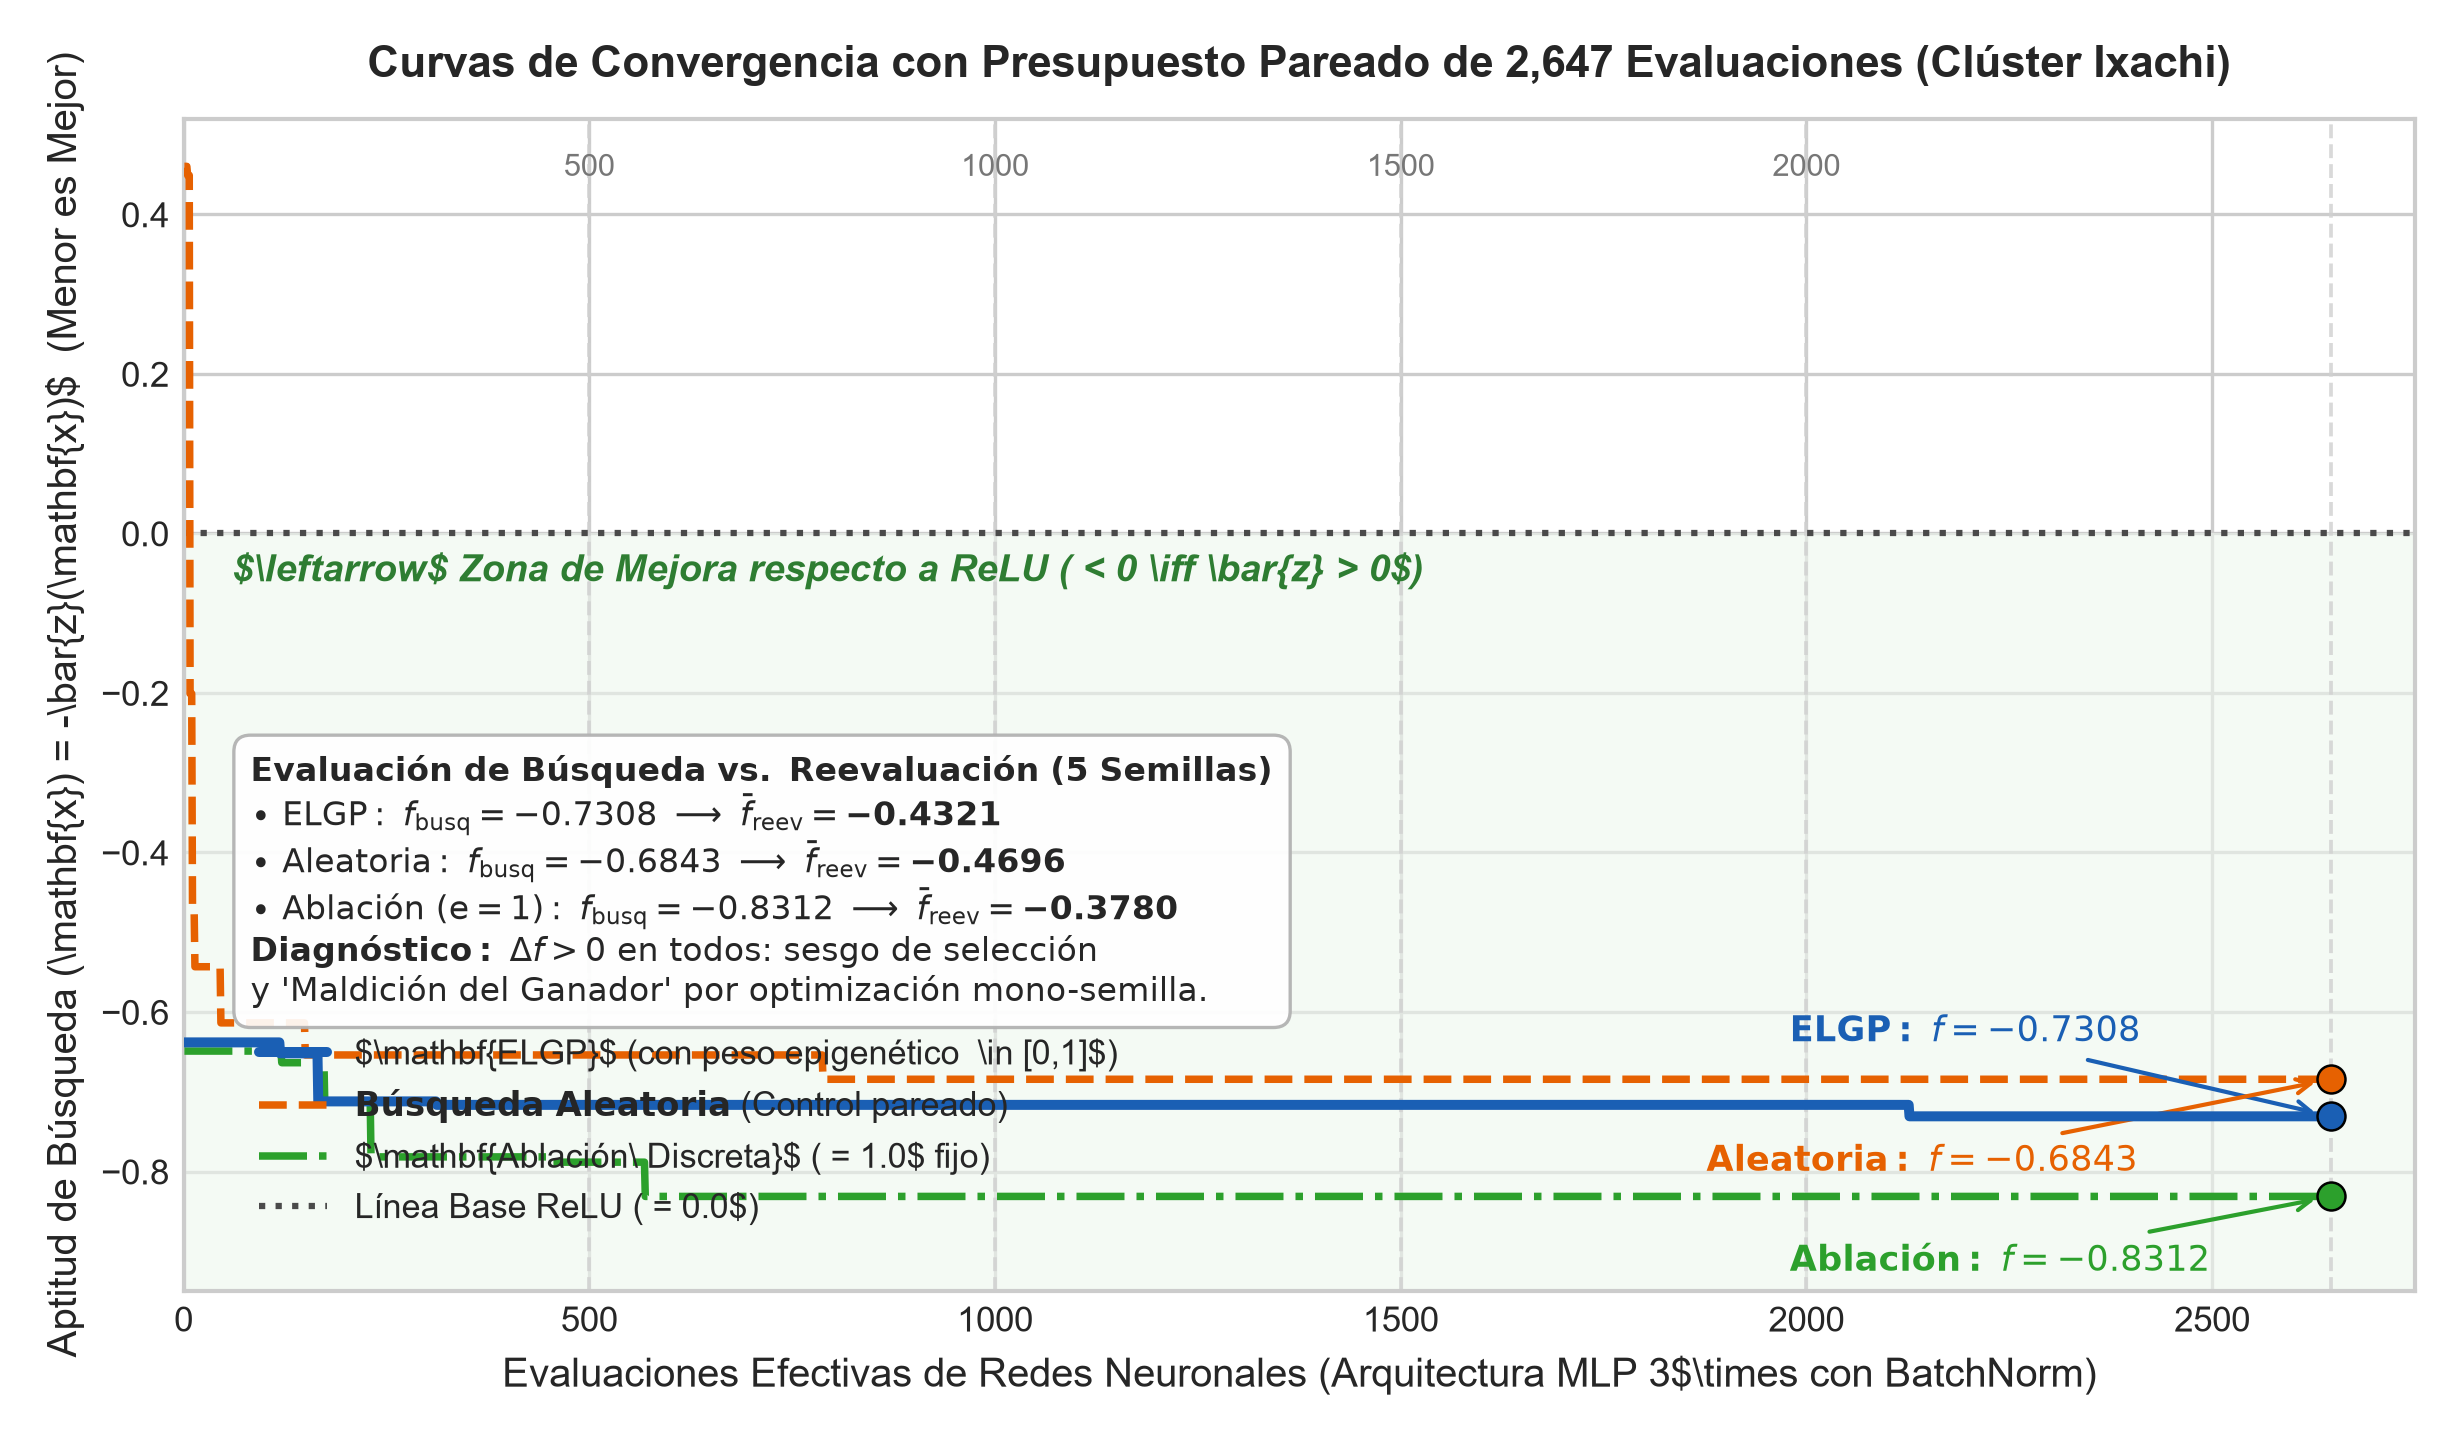 Curvas de Convergencia con Presupuesto Pareado de 2,647 Evaluaciones (Clúster Ixachi)
Aptitud de Búsqueda (\mathbf{x}) = -\bar{z}(\mathbf{x})$ (Menor es Mejor)
500 1000 1500 2000
0.4
0.2
0.0
−0.2
−0.4
−0.6
−0.8
$\leftarrow$ Zona de Mejora respecto a ReLU ( < 0 \iff \bar{z} > 0$)
Evaluación de Búsqueda vs. Reevaluación (5 Semillas)
• ELGP: f_busq = −0.7308 ⟶ f̄_reev = −0.4321
• Aleatoria: f_busq = −0.6843 ⟶ f̄_reev = −0.4696
• Ablación (e = 1): f_busq = −0.8312 ⟶ f̄_reev = −0.3780
Diagnóstico: Δf > 0 en todos: sesgo de selección
y 'Maldición del Ganador' por optimización mono-semilla.
$\mathbf{ELGP}$ (con peso epigenético \in [0,1]$)
Búsqueda Aleatoria (Control pareado)
$\mathbf{Ablación\ Discreta}$ ( = 1.0$ fijo)
Línea Base ReLU ( = 0.0$)
ELGP: f = −0.7308
Aleatoria: f = −0.6843
Ablación: f = −0.8312
0 500 1000 1500 2000 2500
Evaluaciones Efectivas de Redes Neuronales (Arquitectura MLP 3$\times con BatchNorm)